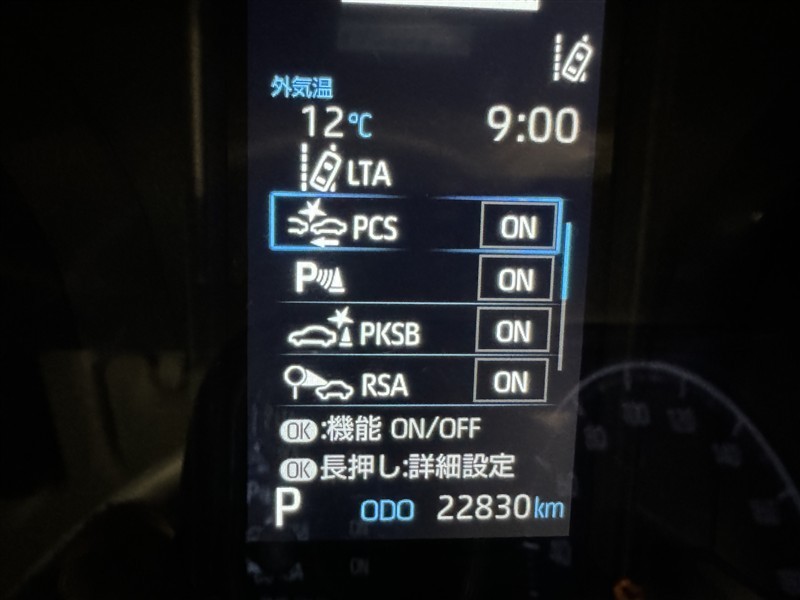 外気温
12℃ 9:00
LTA
PCS ON
P ON
PKSB ON
RSA ON
OK:機能 ON/OFF
OK長押し:詳細設定
P ODO 22830km